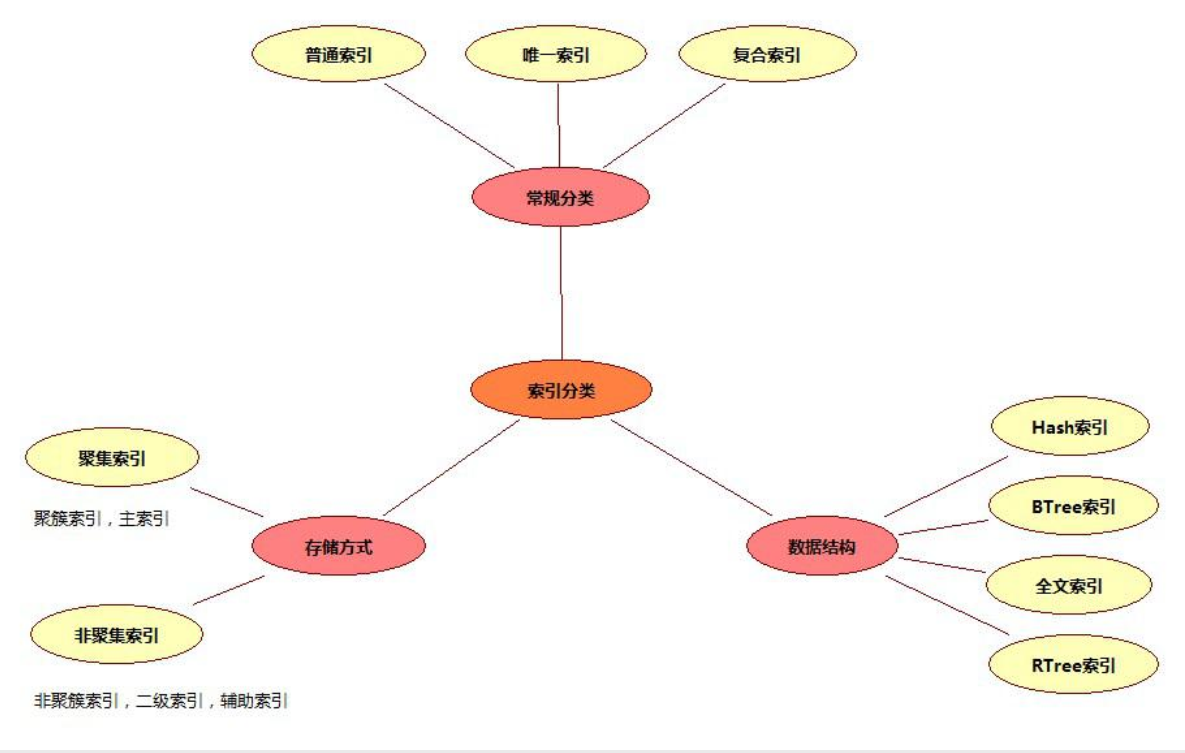 普通索引
唯一索引
复合索引
常规分类
索引分类
Hash索引
聚集索引
BTree索引
聚簇索引，主索引
存储方式
数据结构
全文索引
非聚集索引
RTree索引
非聚簇索引，二级索引，辅助索引